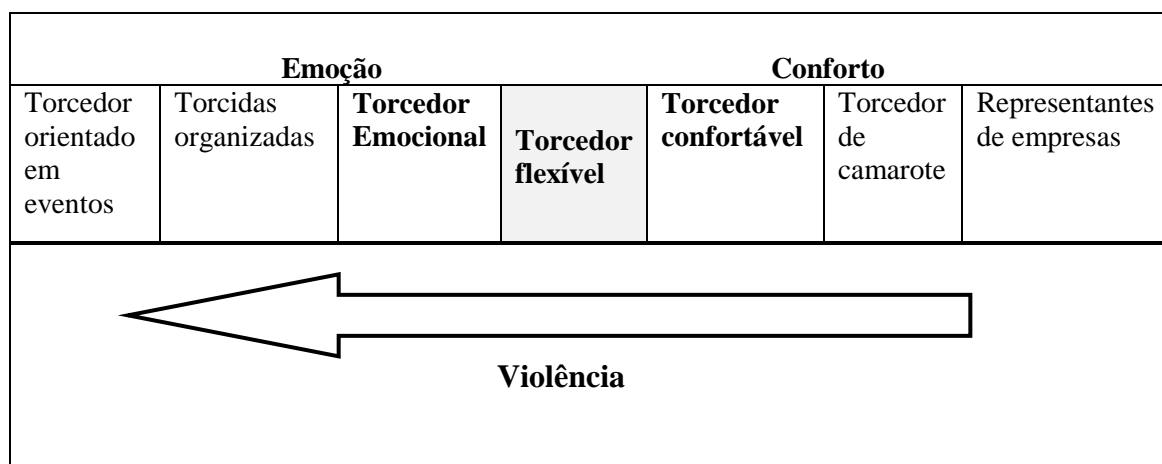 Emoção Conforto
Torcedor
orientado
em
eventos
Torcidas
organizadas
Torcedor
Emocional
Torcedor
flexível
Torcedor
confortável
Torcedor
de
camarote
Representantes
de empresas
Violência